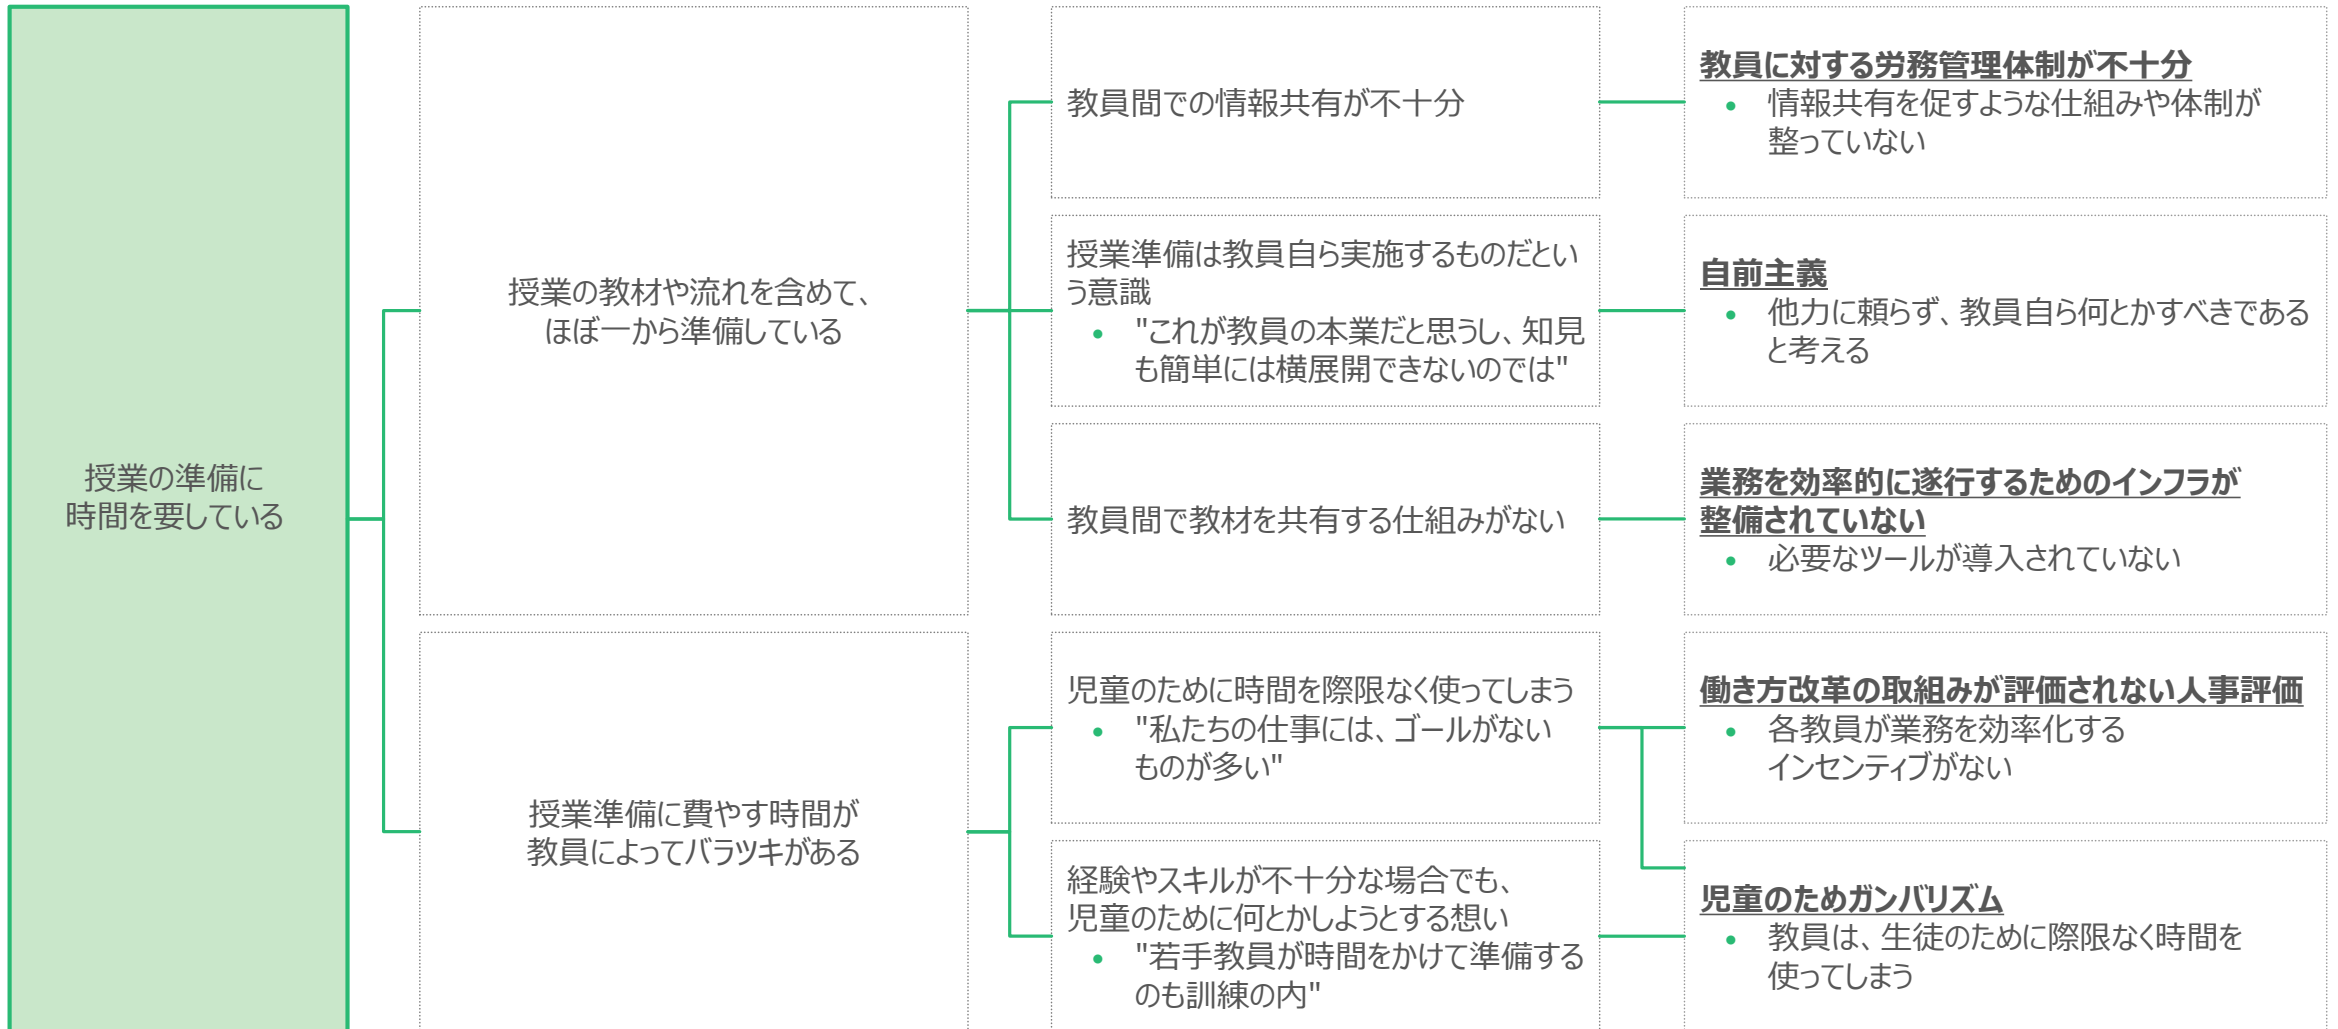 授業の準備に
時間を要している
授業の教材や流れを含めて、
ほぼ一から準備している
教員間での情報共有が不十分
教員に対する労務管理体制が不十分
• 情報共有を促すような仕組みや体制が
整っていない
授業準備は教員自ら実施するものだとい
う意識
• "これが教員の本業だと思うし、知見
も簡単には横展開できないのでは"
自前主義
• 他力に頼らず、教員自ら何とかすべきである
と考える
教員間で教材を共有する仕組みがない
業務を効率的に遂行するためのインフラが
整備されていない
• 必要なツールが導入されていない
授業準備に費やす時間が
教員によってバラツキがある
児童のために時間を際限なく使ってしまう
• "私たちの仕事には、ゴールがない
ものが多い"
働き方改革の取組みが評価されない人事評価
• 各教員が業務を効率化する
インセンティブがない
経験やスキルが不十分な場合でも、
児童のために何とかしようとする想い
• "若手教員が時間をかけて準備する
のも訓練の内"
児童のためガンバリズム
• 教員は、生徒のために際限なく時間を
使ってしまう